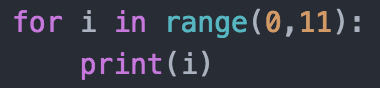 for i in range(0,11):
    print(i)